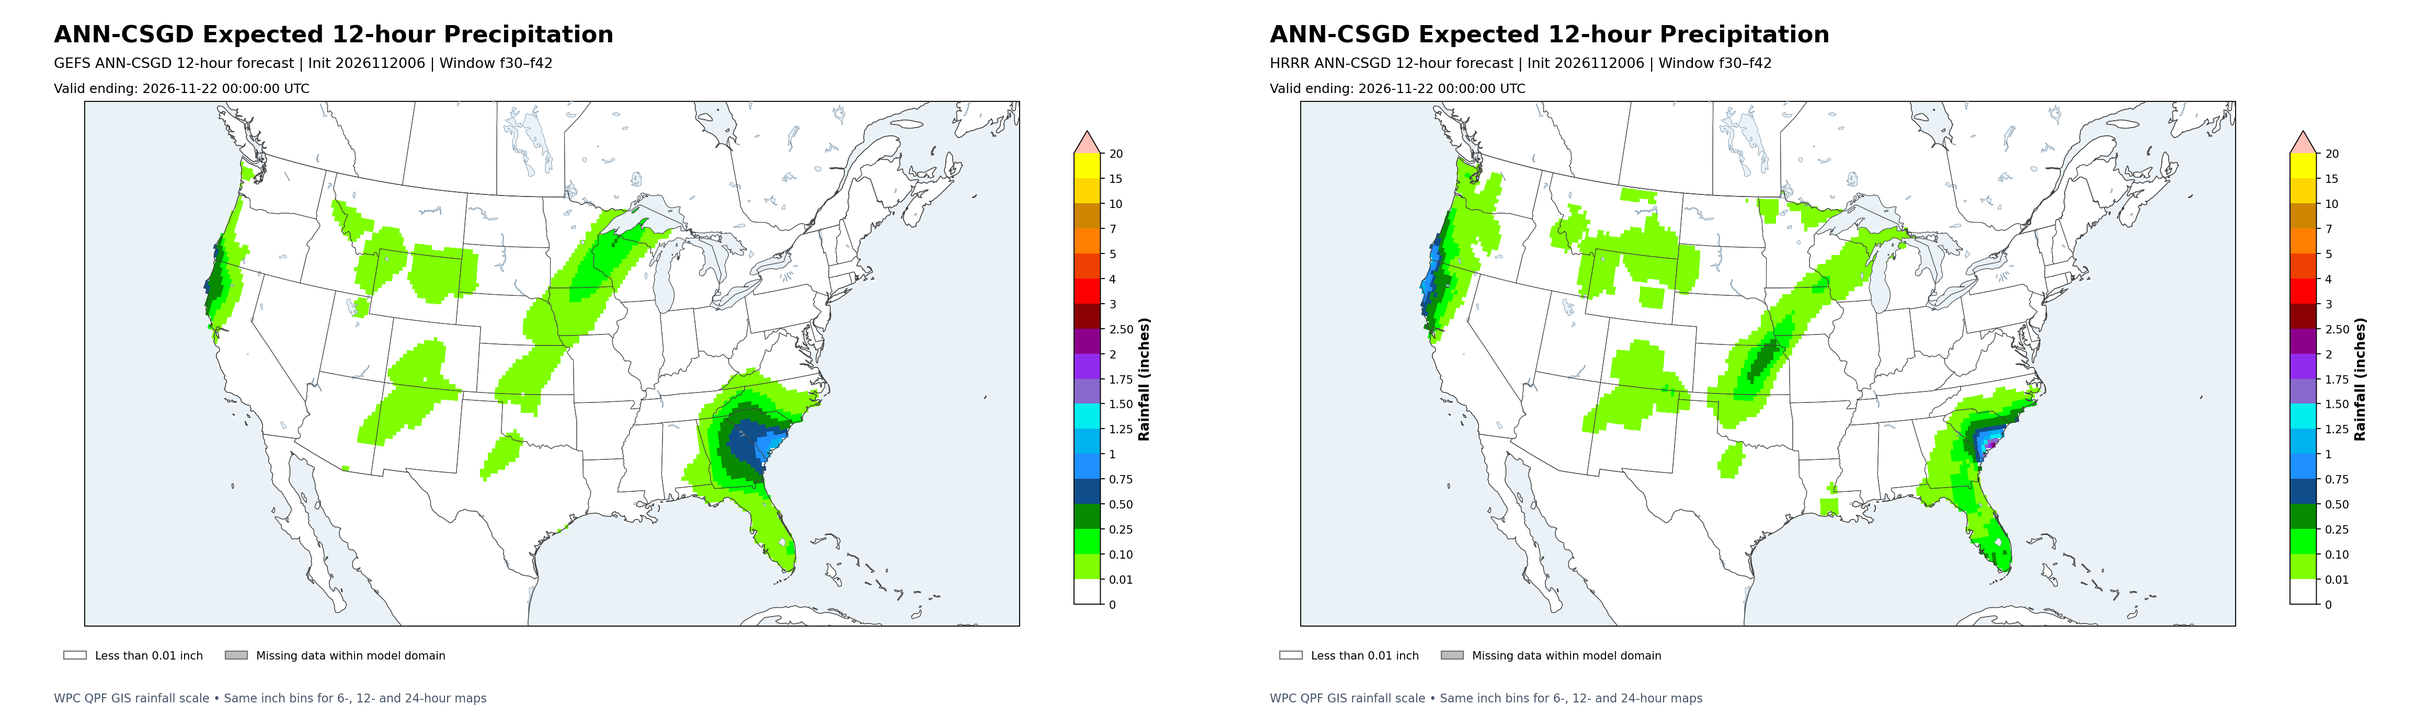 ANN-CSGD Expected 12-hour Precipitation
GEFS ANN-CSGD 12-hour forecast | Init 2026112006 | Window f30–f42
Valid ending: 2026-11-22 00:00:00 UTC
20
15
10
7
5
4
3
2.50
2
1.75
1.50
1.25
1
0.75
0.50
0.25
0.10
0.01
0
Rainfall (inches)
Less than 0.01 inch
Missing data within model domain
WPC QPF GIS rainfall scale • Same inch bins for 6-, 12- and 24-hour maps
ANN-CSGD Expected 12-hour Precipitation
HRRR ANN-CSGD 12-hour forecast | Init 2026112006 | Window f30–f42
Valid ending: 2026-11-22 00:00:00 UTC
20
15
10
7
5
4
3
2.50
2
1.75
1.50
1.25
1
0.75
0.50
0.25
0.10
0.01
0
Rainfall (inches)
Less than 0.01 inch
Missing data within model domain
WPC QPF GIS rainfall scale • Same inch bins for 6-, 12- and 24-hour maps